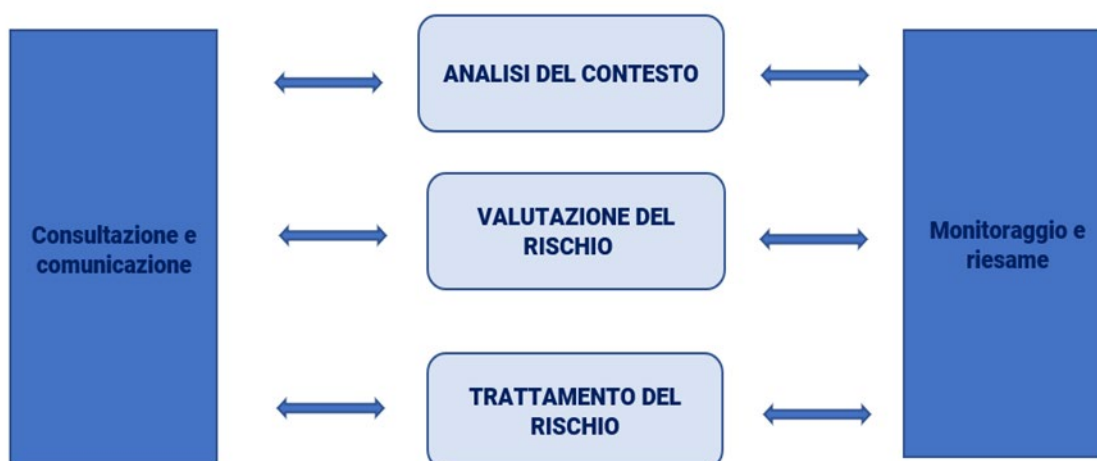 ANALISI DEL CONTESTO
VALUTAZIONE DEL
RISCHIO
Consultazione e
comunicazione
Monitoraggio e
riesame
TRATTAMENTO DEL
RISCHIO